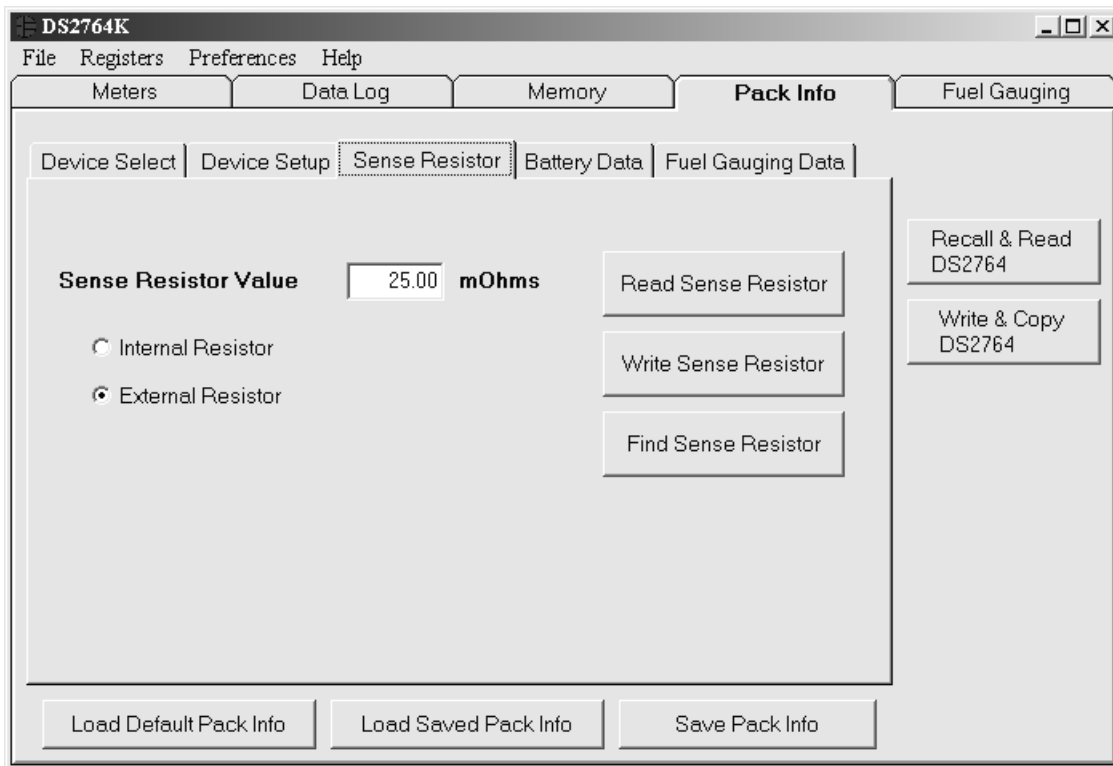 DS2764K
File Registers Preferences Help
Meters Data Log Memory Pack Info Fuel Gauging
Device Select Device Setup Sense Resistor Battery Data Fuel Gauging Data
Sense Resistor Value 25.00 mOhms
Internal Resistor
External Resistor
Read Sense Resistor
Write Sense Resistor
Find Sense Resistor
Recall & Read
DS2764
Write & Copy
DS2764
Load Default Pack Info Load Saved Pack Info Save Pack Info